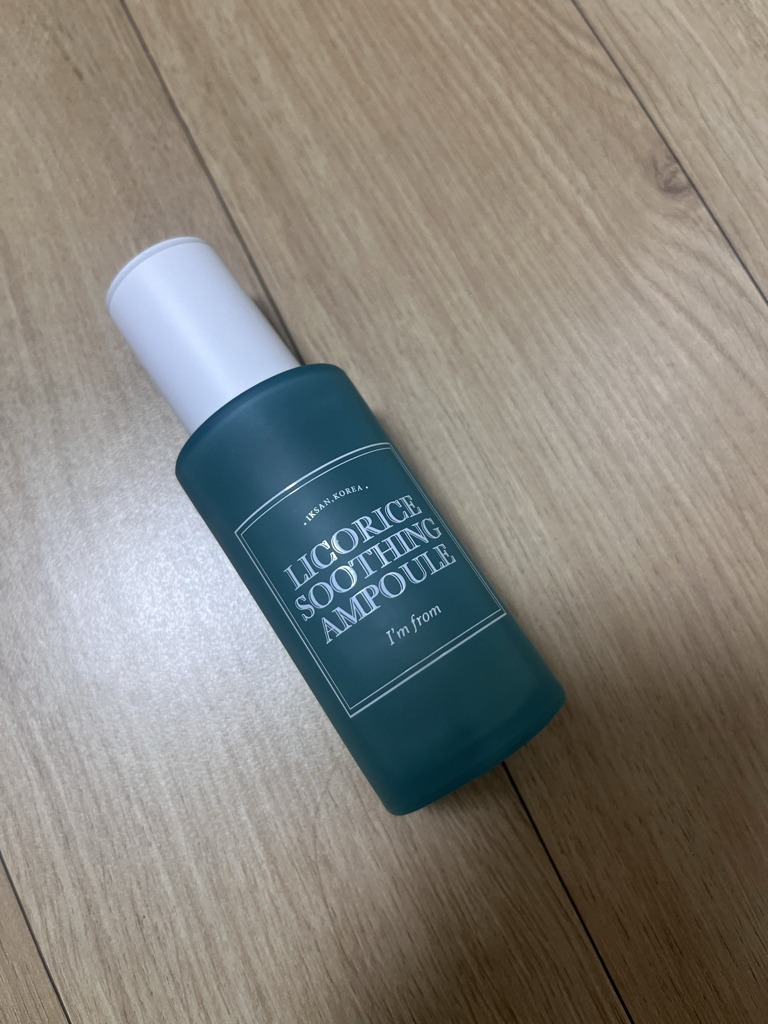 • IKSAN, KOREA •
LICORICE
SOOTHING
AMPOULE
I'm from